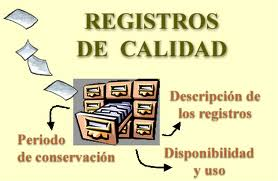 REGISTROS
DE CALIDAD
Descripción de
los registros
Periodo
de conservación
Disponibilidad
y uso